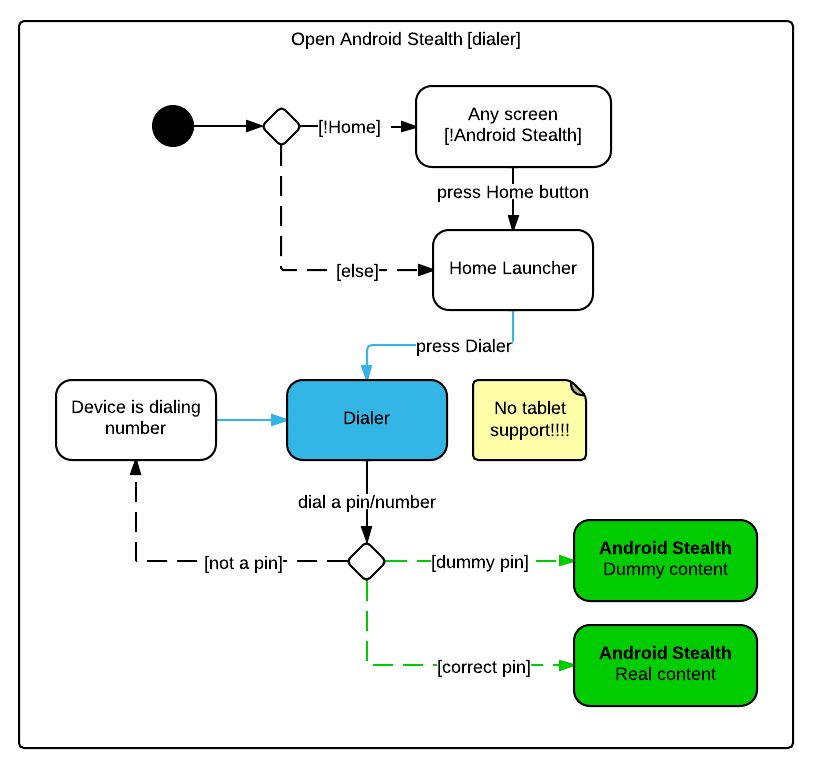 Open Android Stealth [dialer]
[!Home]
Any screen
[!Android Stealth]
press Home button
[else]
Home Launcher
press Dialer
Device is dialing
number
Dialer
No tablet
support!!!!
dial a pin/number
[not a pin]
[dummy pin]
Android Stealth
Dummy content
[correct pin]
Android Stealth
Real content